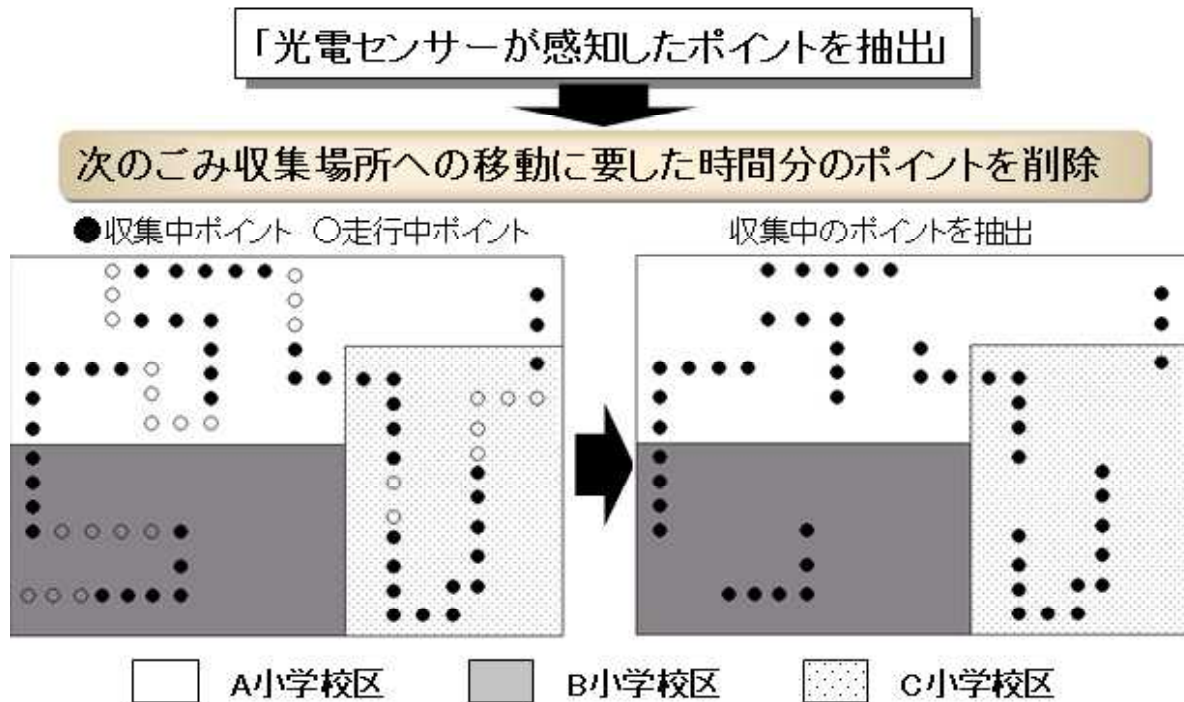 「光電センサーが感知したポイントを抽出」
次のごみ収集場所への移動に要した時間分のポイントを削除
●収集中ポイント ○走行中ポイント
収集中のポイントを抽出
A小学校区
B小学校区
C小学校区